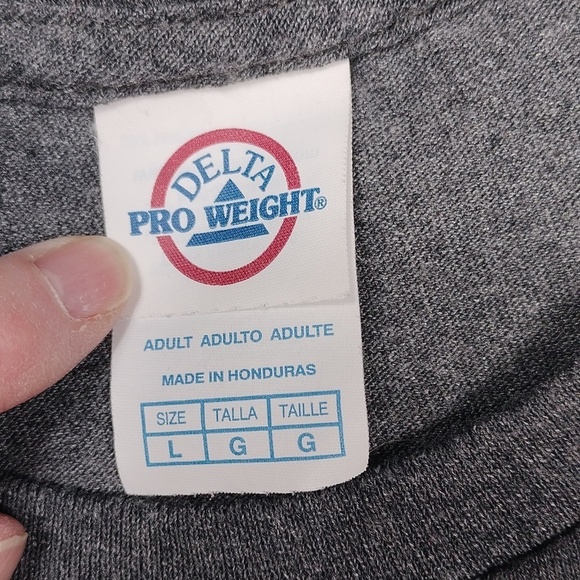 DELTA
PRO WEIGHT®
ADULT ADULTO ADULTE
MADE IN HONDURAS
SIZE TALLA TAILLE
L G G